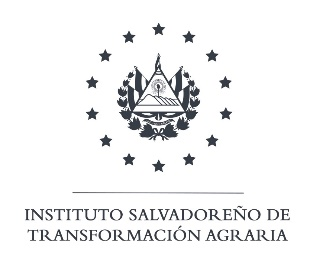 INSTITUTO SALVADOREÑO DE
TRANSFORMACIÓN AGRARIA